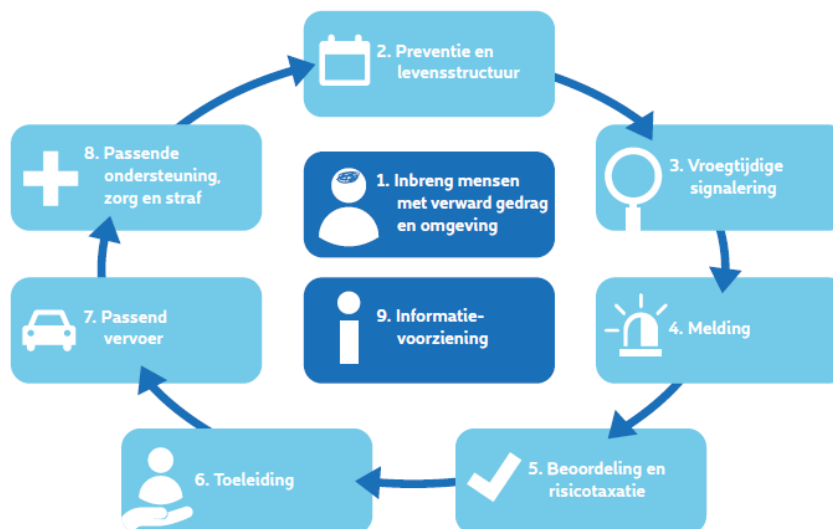 2. Preventie en
levensstructuur
8. Passende
ondersteuning,
zorg en straf
1. Inbreng mensen
met verward gedrag
en omgeving
3. Vroegtijdige
signalering
7. Passend
vervoer
9. Informatie-
voorziening
4. Melding
6. Toeleiding
5. Beoordeling en
risicotaxatie